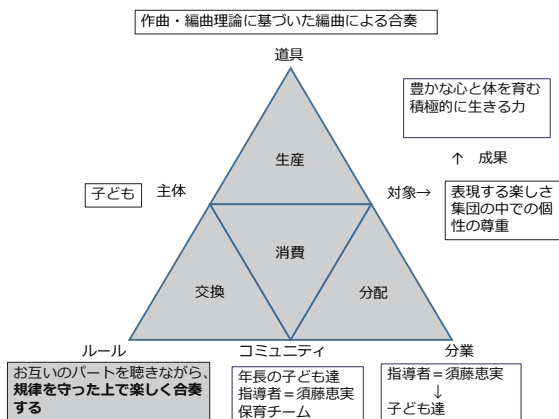 作曲・編曲理論に基づいた編曲による合奏
道具
豊かな心と体を育む
積極的に生きる力
生産
↑ 成果
子ども
主体
対象→
表現する楽しさ
集団の中での個
性の尊重
消費
交換
分配
ルール
コミュニティ
分業
お互いのパートを聴きながら、
規律を守った上で楽しく合奏
する
年長の子ども達
指導者＝須藤恵実
保育チーム
指導者＝須藤恵実
↓
子ども達